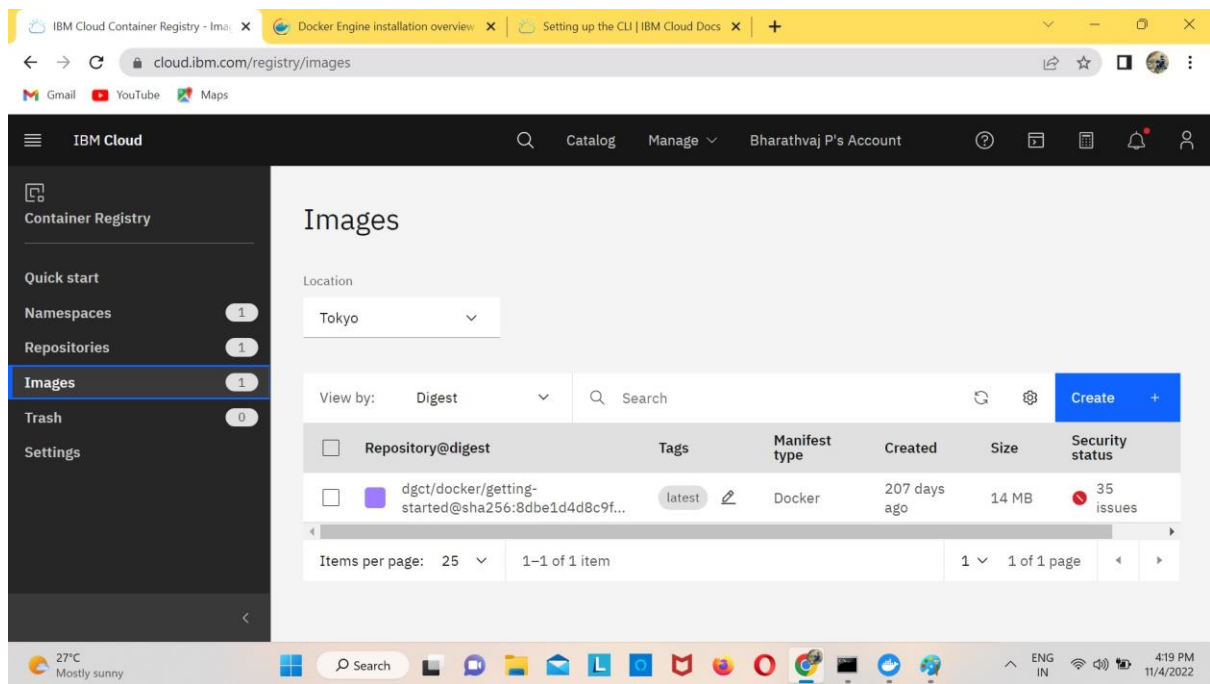 IBM Cloud Container Registry - Ima
Docker Engine installation overview
Setting up the CLI | IBM Cloud Docs
cloud.ibm.com/registry/images
Gmail YouTube Maps
IBM Cloud Catalog Manage Bharathvaj P's Account
Container Registry
Quick start
Namespaces 1
Repositories 1
Images 1
Trash 0
Settings
Images
Location
Tokyo
View by: Digest Search Create +
Repository@digest Tags Manifest type Created Size Security status
dgct/docker/getting-
started@sha256:8dbe1d4d8c9f... latest Docker 207 days ago 14 MB 35 issues
Items per page: 25 1–1 of 1 item 1 1 of 1 page
27°C
Mostly sunny
Search
ENG
IN
4:19 PM
11/4/2022